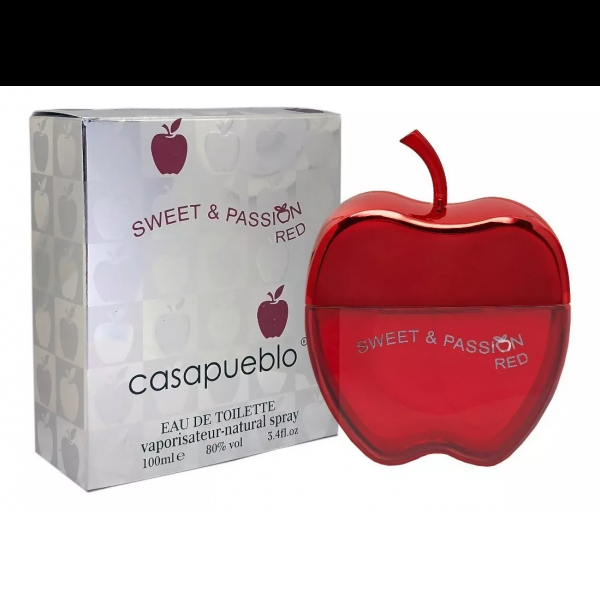 SWEET & PASSION
RED
casapueblo®
EAU DE TOILETTE
vaporisateur-natural spray
100ml e 80% vol 3.4fl.oz
SWEET & PASSION
RED